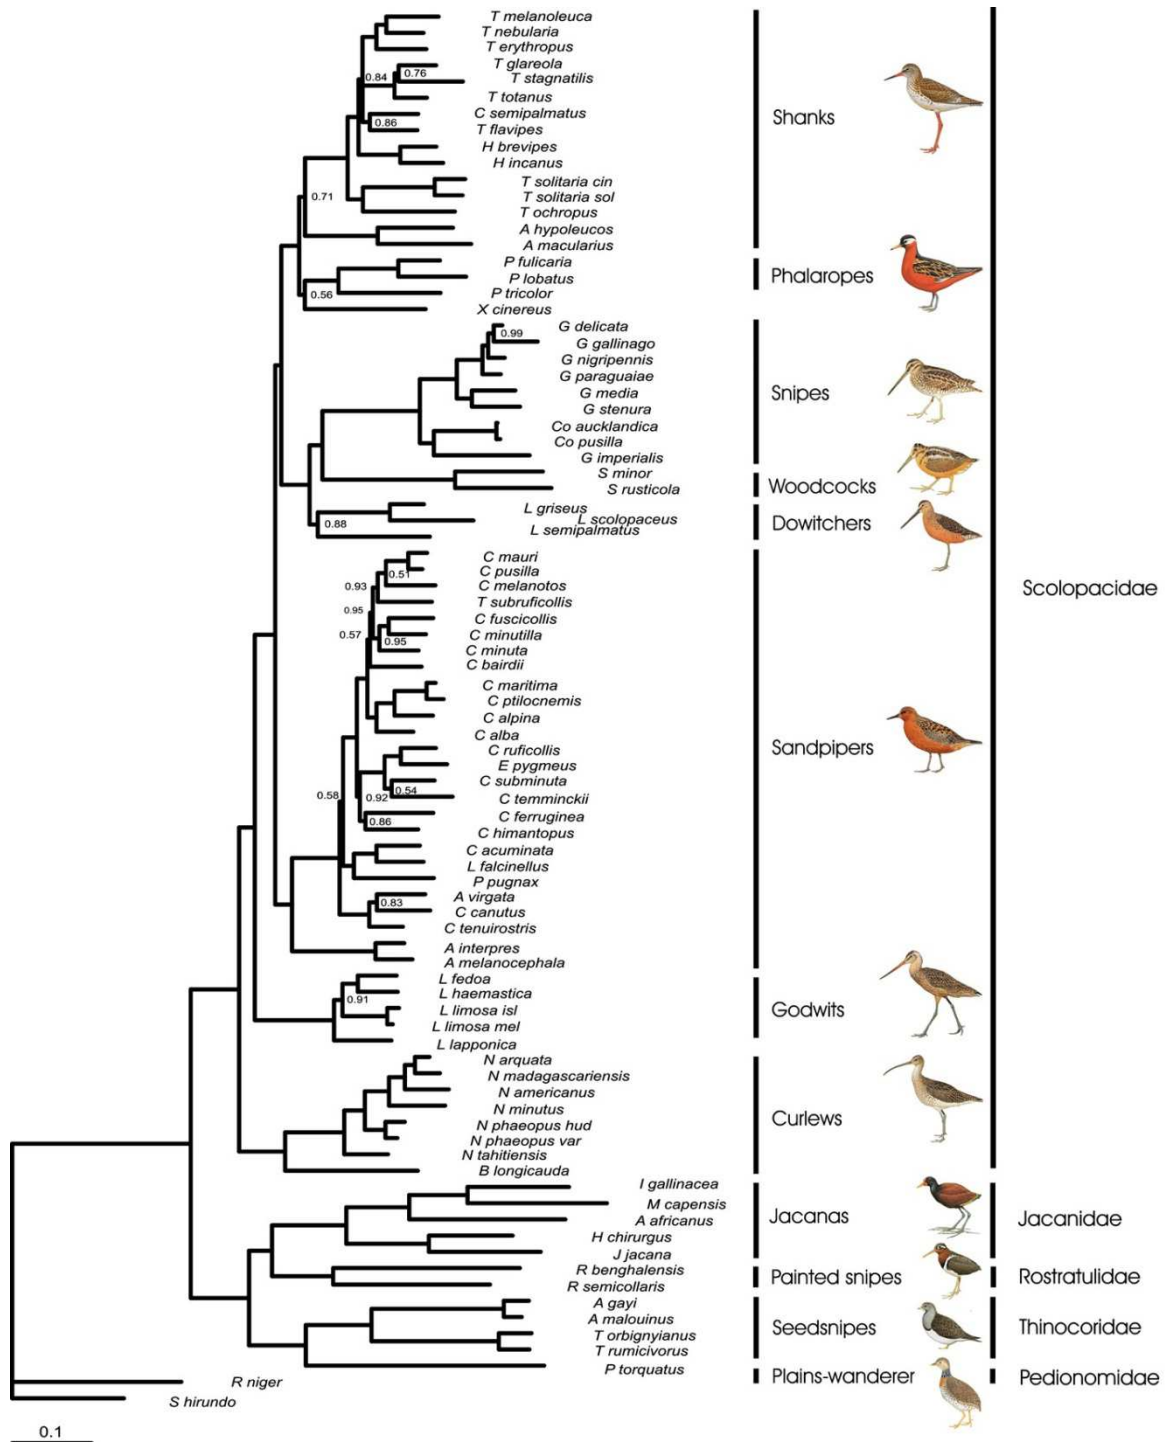 T melanoleuca
T nebularia
T erythropus
T glareola
0.84
0.76
T stagnatilis
T totanus
C semipalmatus
Shanks
0.86
T flavipes
H brevipes
H incanus
T solitaria cin
0.71
T solitaria sol
T ochropus
A hypoleucos
A macularius
P fulicaria
P lobatus
Phalaropes
0.56
P tricolor
X cinereus
G delicata
0.99
G gallinago
G nigripennis
G paraguaiae
G media
Snipes
G stenura
Co aucklandica
Co pusilla
G imperialis
S minor
S rusticola
Woodcocks
L griseus
L scolopaceus
0.88
L semipalmatus
Dowitchers
C mauri
C pusilla
0.51
0.93
C melanotos
Scolopacidae
T subruficollis
0.95
C fuscicollis
0.57
C minutilla
0.95
C minuta
C bairdii
C maritima
C ptilocnemis
C alpina
C alba
C ruficollis
Sandpipers
E pygmeus
C subminuta
0.58
0.92
0.54
C temminckii
C ferruginea
0.86
C himantopus
C acuminata
L falcinellus
P pugnax
A virgata
0.83
C canutus
C tenuirostris
A interpres
A melanocephala
L fedoa
0.91
L haemastica
L limosa isl
Godwits
L limosa mel
L lapponica
N arquata
N madagascariensis
N americanus
N minutus
Curlews
N phaeopus hud
N phaeopus var
N tahitiensis
B longicauda
I gallinacea
M capensis
A africanus
Jacanas
Jacanidae
H chirurgus
J jacana
R benghalensis
Painted snipes
Rostratulidae
R semicollaris
A gayi
A malouinus
Seedsnipes
Thinocoridae
T orbignyianus
T rumicivorus
P torquatus
Plains-wanderer
Pedionomidae
R niger
S hirundo
0.1